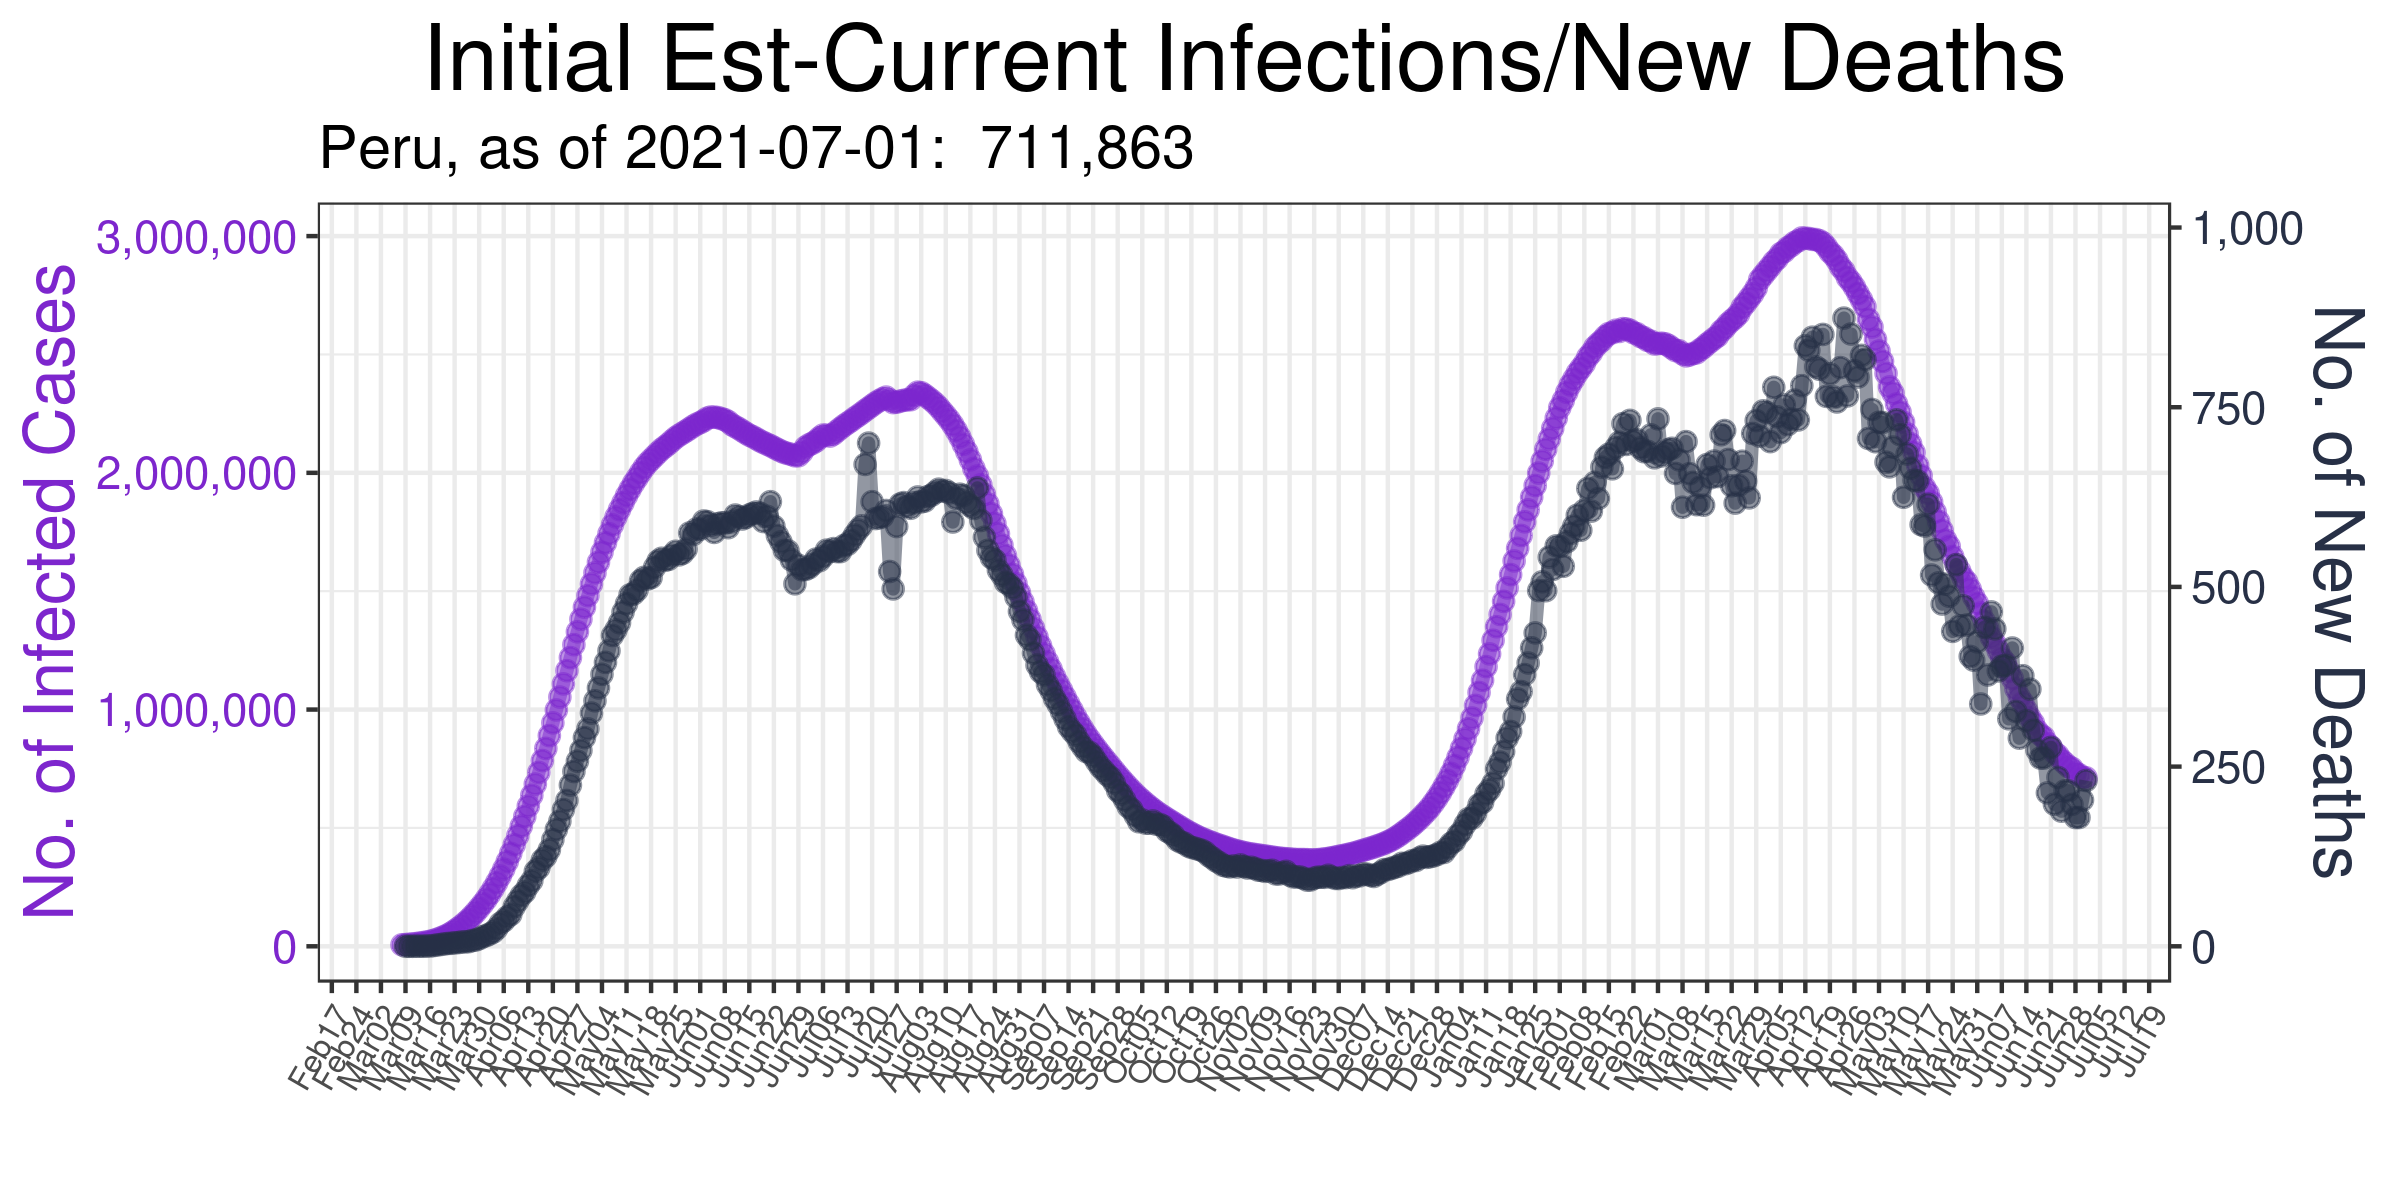 Initial Est-Current Infections/New Deaths
Peru, as of 2021-07-01: 711,863
No. of Infected Cases
3,000,000
2,000,000
1,000,000
0
1,000
750
500
250
0
No. of New Deaths
Feb17
Feb24
Mar02
Mar09
Mar16
Mar23
Mar30
Apr06
Apr13
Apr20
Apr27
May04
May11
May18
May25
Jun01
Jun08
Jun15
Jun22
Jun29
Jul06
Jul13
Jul20
Jul27
Aug03
Aug10
Aug17
Aug24
Aug31
Sep07
Sep14
Sep21
Sep28
Oct05
Oct12
Oct19
Oct26
Nov02
Nov09
Nov16
Nov23
Nov30
Dec07
Dec14
Dec21
Dec28
Jan04
Jan11
Jan18
Jan25
Feb01
Feb08
Feb15
Feb22
Mar01
Mar08
Mar15
Mar22
Mar29
Apr05
Apr12
Apr19
Apr26
May03
May10
May17
May24
May31
Jun07
Jun14
Jun21
Jun28
Jul05
Jul12
Jul19